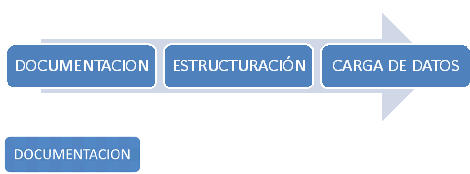 DOCUMENTACION ESTRUCTURACIÓN CARGA DE DATOS
DOCUMENTACION